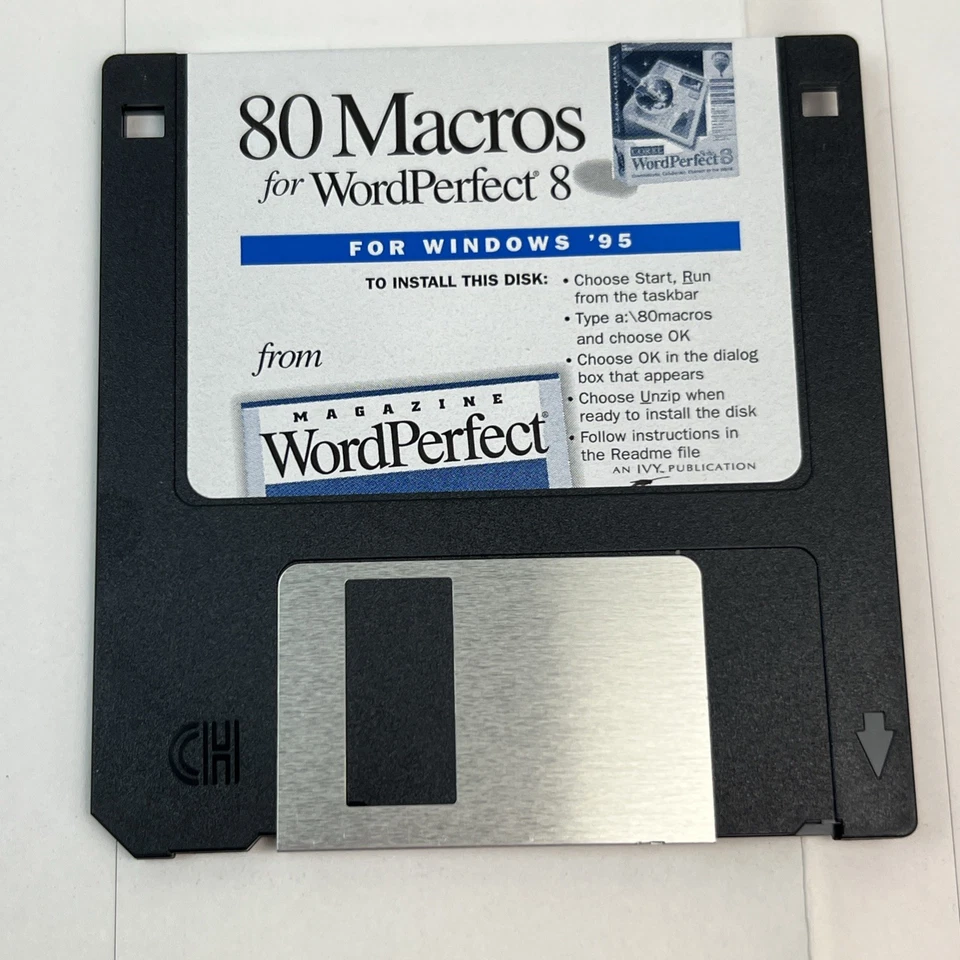 80 Macros
for WordPerfect® 8
COREL
WordPerfect 8
FOR WINDOWS '95
TO INSTALL THIS DISK:
• Choose Start, Run
from the taskbar
• Type a:\80macros
and choose OK
• Choose OK in the dialog
box that appears
• Choose Unzip when
ready to install the disk
• Follow instructions in
the Readme file
from
MAGAZINE
WordPerfect®
AN IVY PUBLICATION
CH